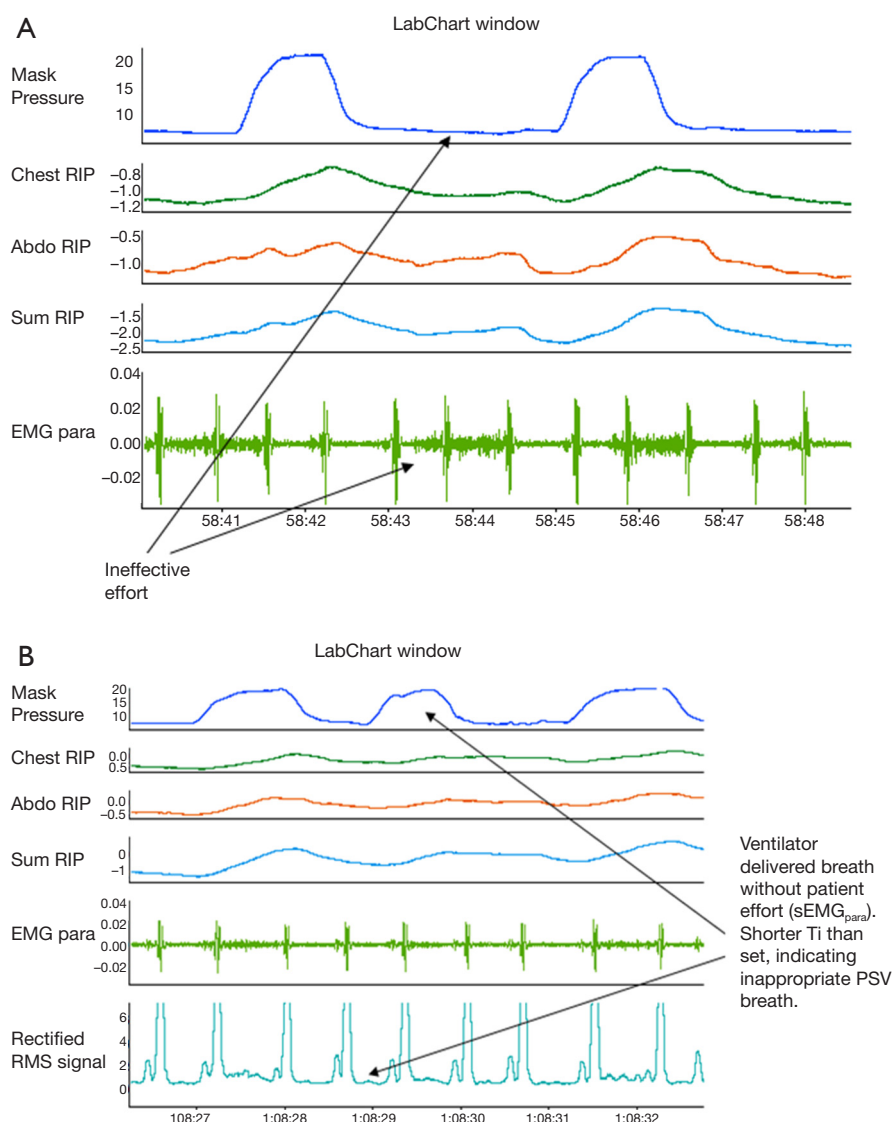 A
LabChart window
Mask
Pressure
20
15
10
Chest RIP
−0.8
−1.0
−1.2
Abdo RIP
−0.5
−1.0
Sum RIP
−1.5
−2.0
−2.5
EMG para
0.04
0.02
0.00
−0.02
58:41 58:42 58:43 58:44 58:45 58:46 58:47 58:48
Ineffective
effort
B
LabChart window
Mask
Pressure
20
15
10
Chest RIP
0.0
0.5
Abdo RIP
0.0
−0.5
Sum RIP
0
−1
EMG para
0.04
0.02
0.00
−0.02
Rectified
RMS signal
6
4
2
0
108:27 1:08:28 1:08:29 1:08:30 1:08:31 1:08:32
Ventilator
delivered breath
without patient
effort (sEMGpara).
Shorter Ti than
set, indicating
inappropriate PSV
breath.